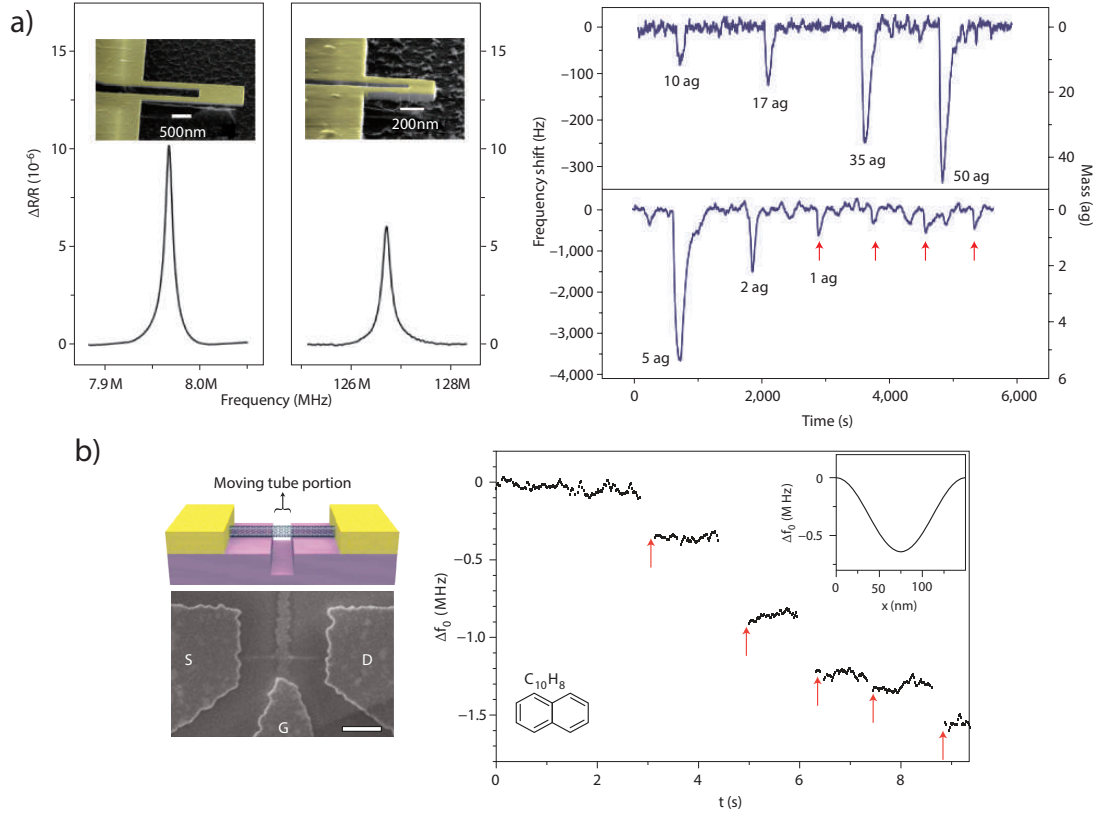 a)
ΔR/R (10⁻⁶)
15
10
5
0
500nm
7.9M
8.0M
200nm
15
10
5
0
126M
128M
Frequency (MHz)
Frequency shift (Hz)
0
−100
−200
−300
10 ag
17 ag
35 ag
50 ag
0
20
40
Mass (ag)
0
−1,000
−2,000
−3,000
−4,000
5 ag
2 ag
1 ag
0
2
4
6
0
2,000
4,000
6,000
Time (s)
b)
Moving tube portion
S
D
G
Δf₀ (MHz)
0
−0.5
−1.0
−1.5
C₁₀H₈
0
2
4
6
8
t (s)
Δf₀ (M Hz)
0
−0.5
0
50
100
x (nm)